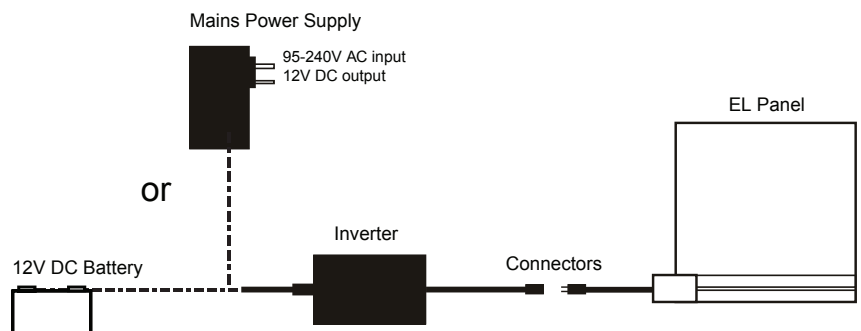 Mains Power Supply
95-240V AC input
12V DC output
EL Panel
or
Inverter
12V DC Battery
Connectors